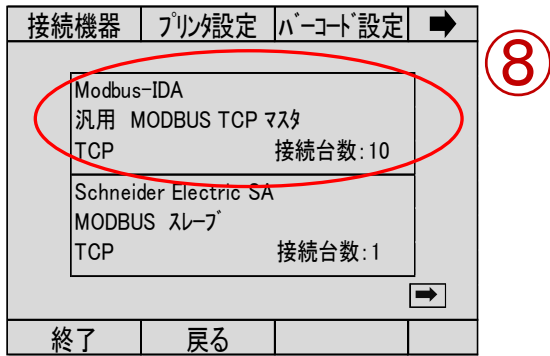 接続機器 ﾌﾟﾘﾝﾀ設定 ﾊﾞｰｺｰﾄﾞ設定 ➡
⑧
Modbus-IDA
汎用 MODBUS TCP ﾏｽﾀ
TCP 接続台数:10
Schneider Electric SA
MODBUS ｽﾚｰﾌﾞ
TCP 接続台数:1
➡
終了 戻る